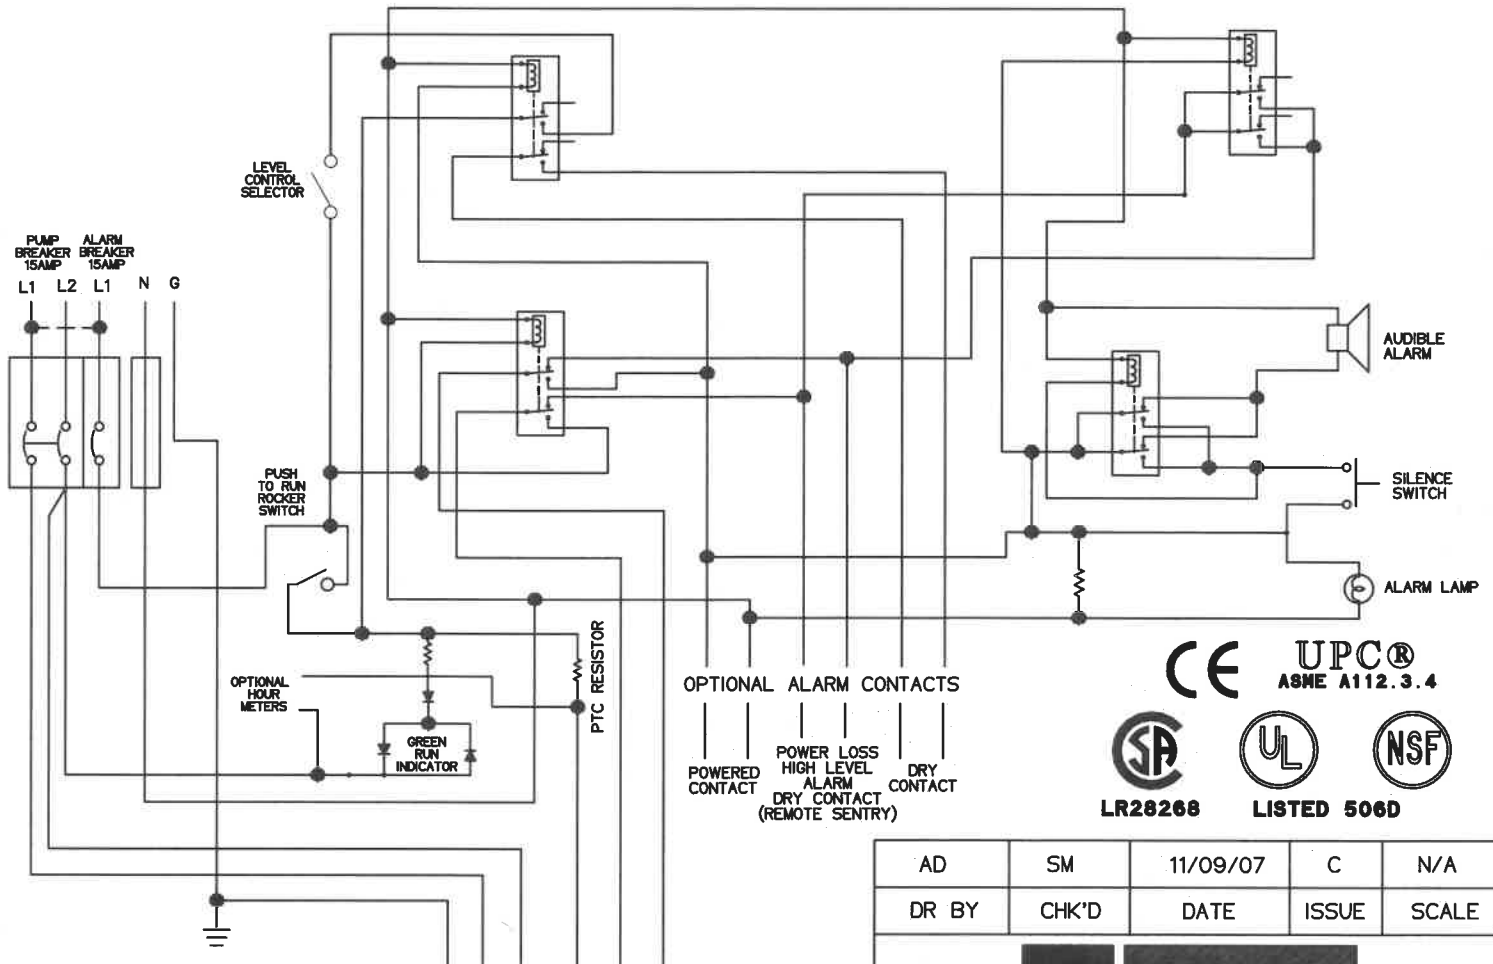 LEVEL
CONTROL
SELECTOR
PUMP
BREAKER
15AMP
ALARM
BREAKER
15AMP
L1
L2
L1
N
G
AUDIBLE
ALARM
PUSH
TO RUN
ROCKER
SWITCH
SILENCE
SWITCH
ALARM LAMP
OPTIONAL
HOUR
METERS
GREEN
RUN
INDICATOR
PTC RESISTOR
OPTIONAL ALARM CONTACTS
POWERED
CONTACT
POWER LOSS
HIGH LEVEL
ALARM
DRY CONTACT
(REMOTE SENTRY)
DRY
CONTACT
CE
UPC®
ASME A112.3.4
SA
UL
NSF
LR28268
LISTED 506D
AD
SM
11/09/07
C
N/A
DR BY
CHK'D
DATE
ISSUE
SCALE